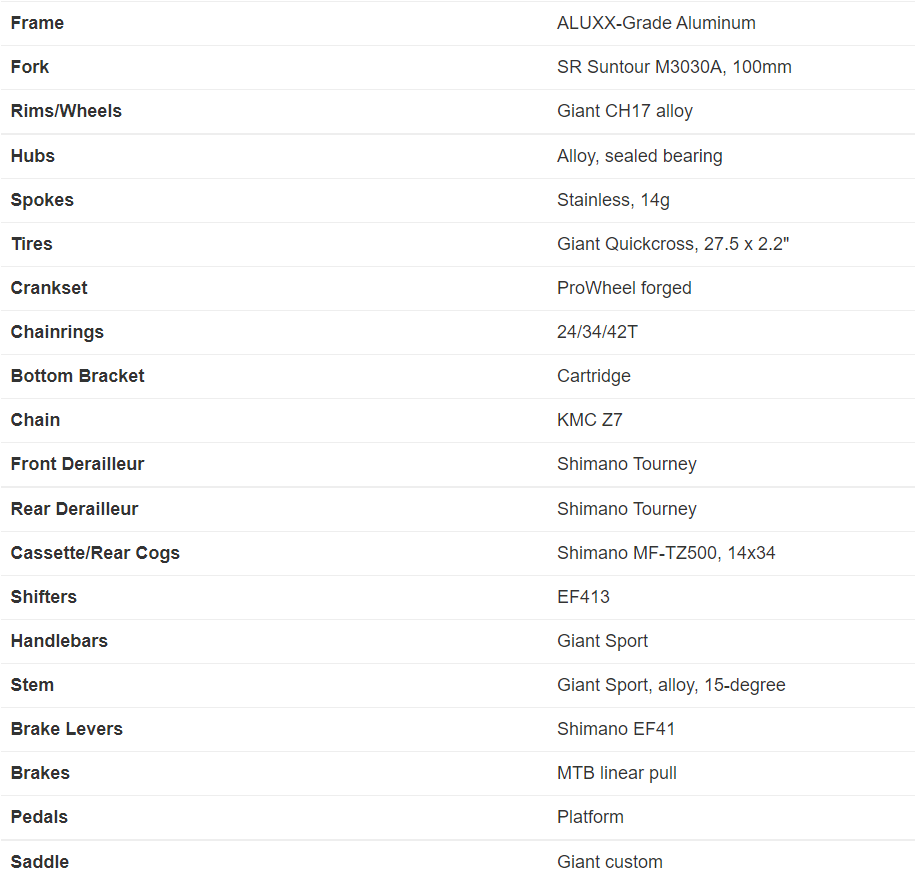 Frame ALUXX-Grade Aluminum
Fork SR Suntour M3030A, 100mm
Rims/Wheels Giant CH17 alloy
Hubs Alloy, sealed bearing
Spokes Stainless, 14g
Tires Giant Quickcross, 27.5 x 2.2"
Crankset ProWheel forged
Chainrings 24/34/42T
Bottom Bracket Cartridge
Chain KMC Z7
Front Derailleur Shimano Tourney
Rear Derailleur Shimano Tourney
Cassette/Rear Cogs Shimano MF-TZ500, 14x34
Shifters EF413
Handlebars Giant Sport
Stem Giant Sport, alloy, 15-degree
Brake Levers Shimano EF41
Brakes MTB linear pull
Pedals Platform
Saddle Giant custom